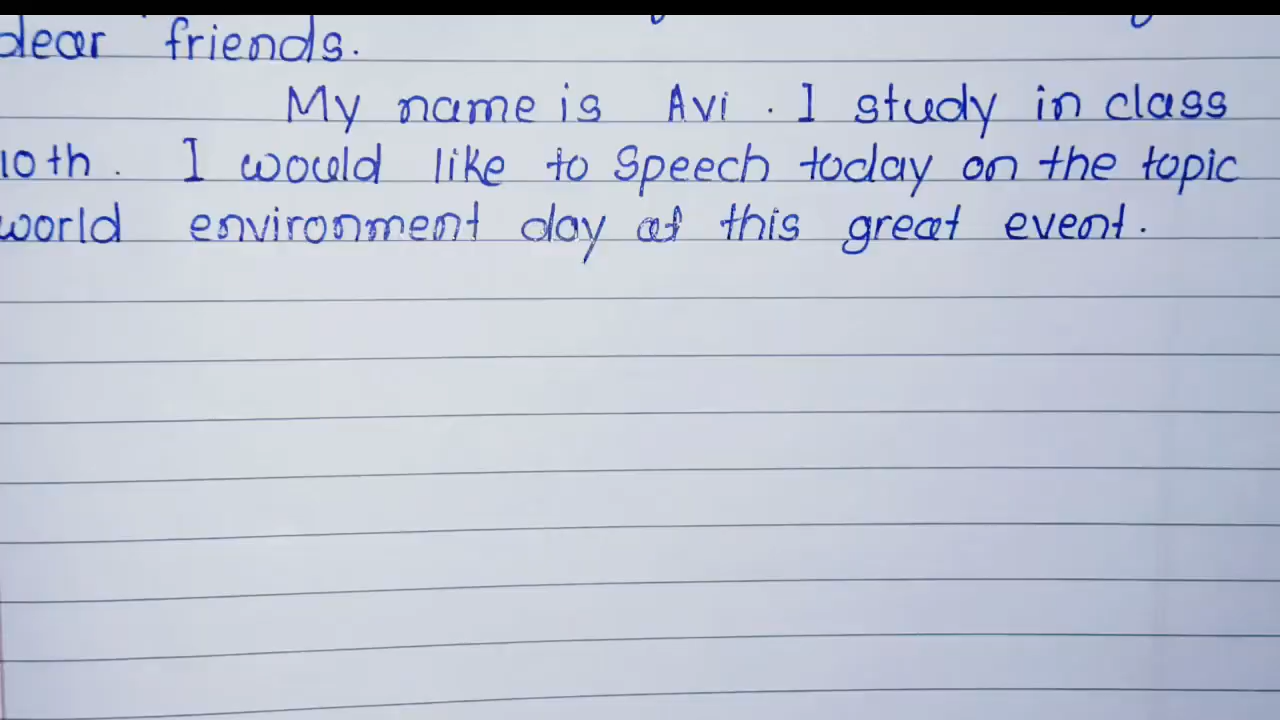 dear friends.
My name is Avi. I study in class
10th. I would like to Speech today on the topic
world environment day at this great event.